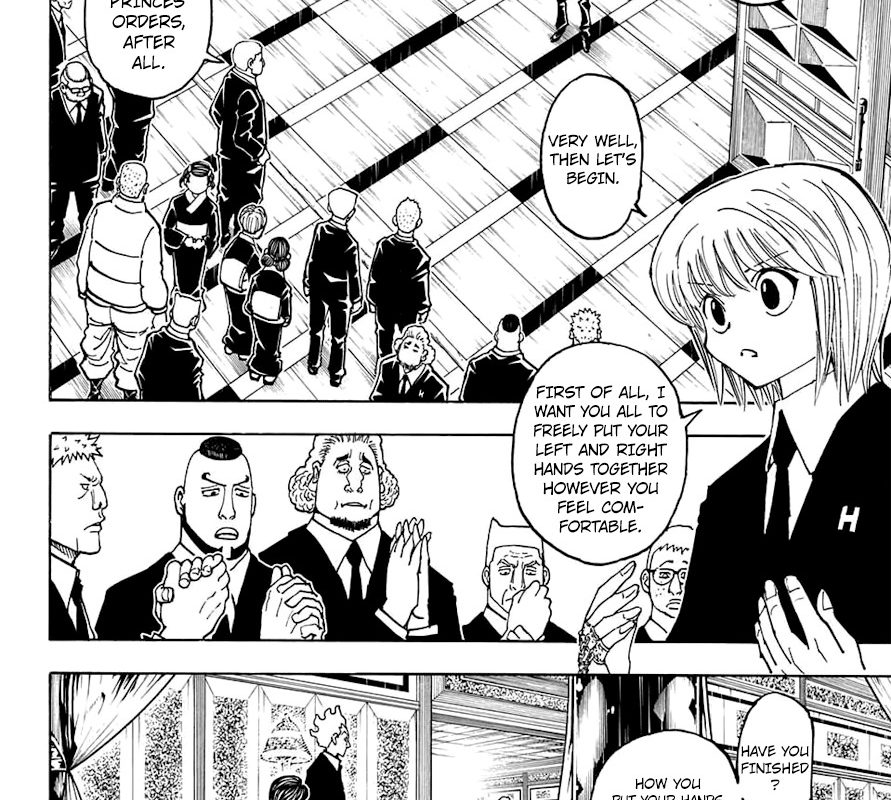 PRINCES
ORDERS,
AFTER
ALL.
VERY WELL,
THEN LET'S
BEGIN.
FIRST OF ALL, I
WANT YOU ALL TO
FREELY PUT YOUR
LEFT AND RIGHT
HANDS TOGETHER
HOWEVER YOU
FEEL COM-
FORTABLE.
H
H
HAVE YOU
FINISHED
?
HOW YOU
PUT YOUR HANDS